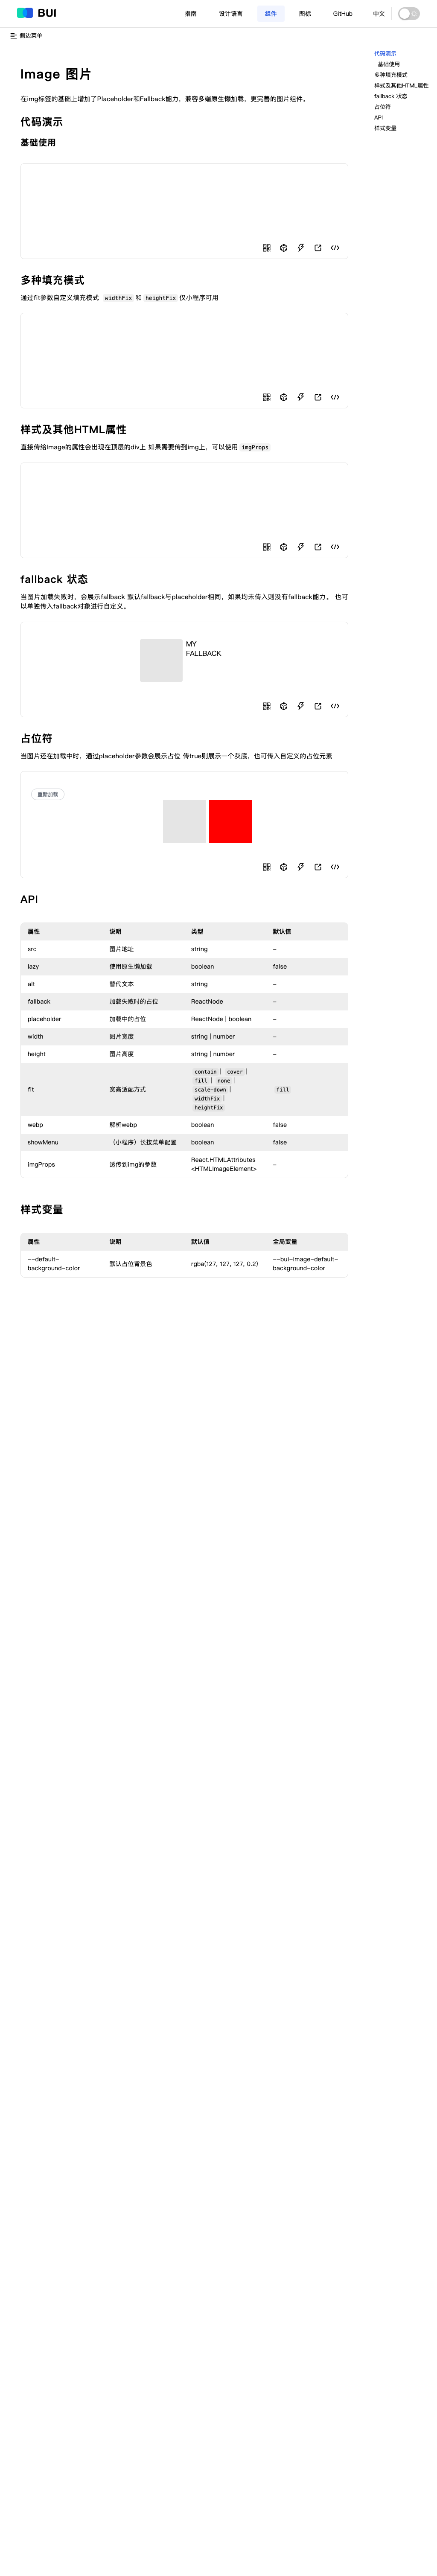 BUI
指南
设计语言
组件
图标
GitHub
中文
侧边菜单
代码演示
基础使用
多种填充模式
样式及其他HTML属性
fallback 状态
占位符
API
样式变量
Image 图片
在img标签的基础上增加了Placeholder和Fallback能力，兼容多端原生懒加载，更完善的图片组件。
代码演示
基础使用
多种填充模式
通过fit参数自定义填充模式 widthFix 和 heightFix 仅小程序可用
样式及其他HTML属性
直接传给Image的属性会出现在顶层的div上 如果需要传到img上，可以使用 imgProps
fallback 状态
当图片加载失败时，会展示fallback 默认fallback与placeholder相同，如果均未传入则没有fallback能力。 也可
以单独传入fallback对象进行自定义。
MY
FALLBACK
占位符
当图片还在加载中时，通过placeholder参数会展示占位 传true则展示一个灰底，也可传入自定义的占位元素
重新加载
API
属性 说明 类型 默认值
src 图片地址 string -
lazy 使用原生懒加载 boolean false
alt 替代文本 string -
fallback 加载失败时的占位 ReactNode -
placeholder 加载中的占位 ReactNode | boolean -
width 图片宽度 string | number -
height 图片高度 string | number -
fit 宽高适配方式 contain | cover |
fill | none |
scale-down |
widthFix |
heightFix
fill
webp 解析webp boolean false
showMenu （小程序）长按菜单配置 boolean false
imgProps 透传到img的参数 React.HTMLAttributes
<HTMLImageElement>
-
样式变量
属性 说明 默认值 全局变量
--default-
background-color
默认占位背景色 rgba(127, 127, 127, 0.2) --bui-image-default-
background-color